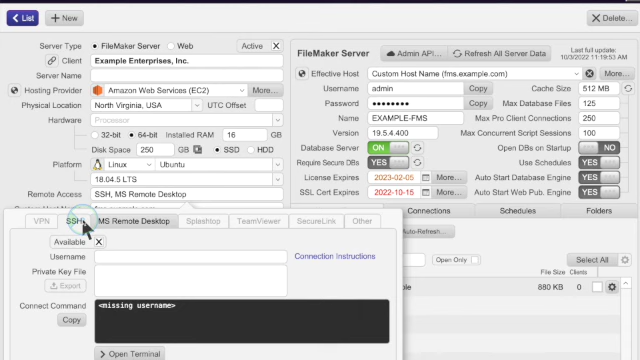 List
New
Delete...
Server Type FileMaker Server Web Active
Client Example Enterprises, Inc.
Server Name
Hosting Provider Amazon Web Services (EC2) More...
Physical Location North Virginia, USA UTC Offset
Hardware Processor
32-bit 64-bit Installed RAM 16 GB
Disk Space 250 GB SSD HDD
Platform Linux Ubuntu
18.04.5 LTS
Remote Access SSH, MS Remote Desktop
FileMaker Server Admin API... Refresh All Server Data Last full update:
10/3/2022 11:19:53 AM
Effective Host Custom Host Name (fms.example.com) More... Cache Size 512 MB
Username admin Copy Max Database Files 125
Password •••••••• Copy Max Pro Client Connections 250
Name EXAMPLE-FMS Max Pro Client Connections 250
Version 19.5.4.400 Max Concurrent Script Sessions 100
Database Server ON Open DBs on Startup NO
Require Secure DBs YES Use Schedules YES
License Expires 2023-02-05 More... Auto Start Database Engine YES
SSL Cert Expires 2022-10-15 More... Auto Start Web Pub. Engine YES
Connections Schedules Folders
Auto-Refresh...
Open Only Select All
File Size Clients
880 KB 0
VPN SSH MS Remote Desktop Splashtop TeamViewer SecureLink Other
Available
Username Connection Instructions
Private Key File
Export
Connect Command <missing username>
Copy
Open Terminal